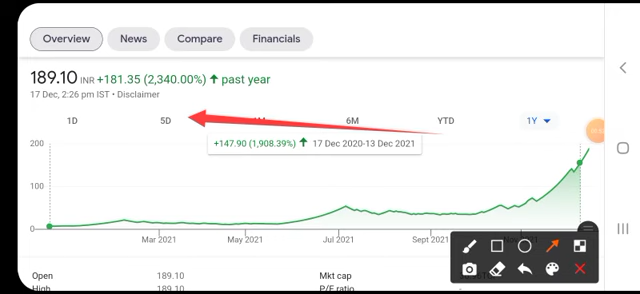 Overview News Compare Financials
189.10 INR +181.35 (2,340.00%) ↑ past year
17 Dec, 2:26 pm IST • Disclaimer
1D 5D 6M YTD 1Y
+147.90 (1,908.39%) ↑ 17 Dec 2020-13 Dec 2021
200
100
0
Mar 2021 May 2021 Jul 2021 Sept 2021
Open 189.10 Mkt cap
High 189.10 P/E ratio